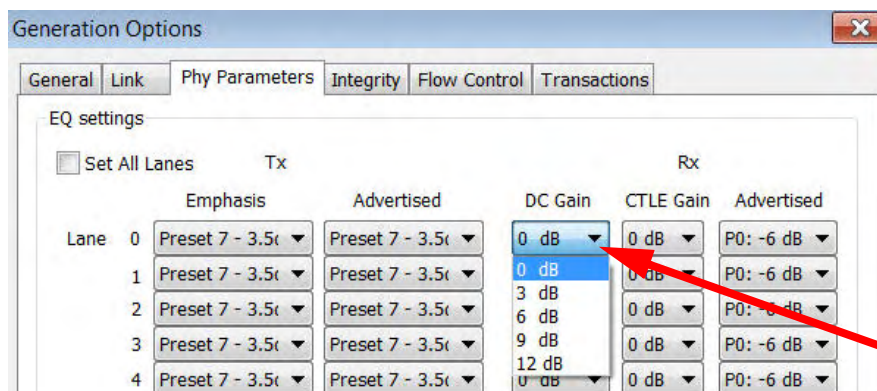 Generation Options
General Link Phy Parameters Integrity Flow Control Transactions
EQ settings
Set All Lanes Tx Rx
Emphasis Advertised DC Gain CTLE Gain Advertised
Lane 0 Preset 7 - 3.5 Preset 7 - 3.5 0 dB 0 dB P0: -6 dB
1 Preset 7 - 3.5 Preset 7 - 3.5 0 dB 0 dB P0: -6 dB
3 dB
2 Preset 7 - 3.5 Preset 7 - 3.5 6 dB 0 dB P0: -6 dB
3 Preset 7 - 3.5 Preset 7 - 3.5 9 dB 0 dB P0: -6 dB
12 dB
4 Preset 7 - 3.5 Preset 7 - 3.5 0 dB 0 dB P0: -6 dB